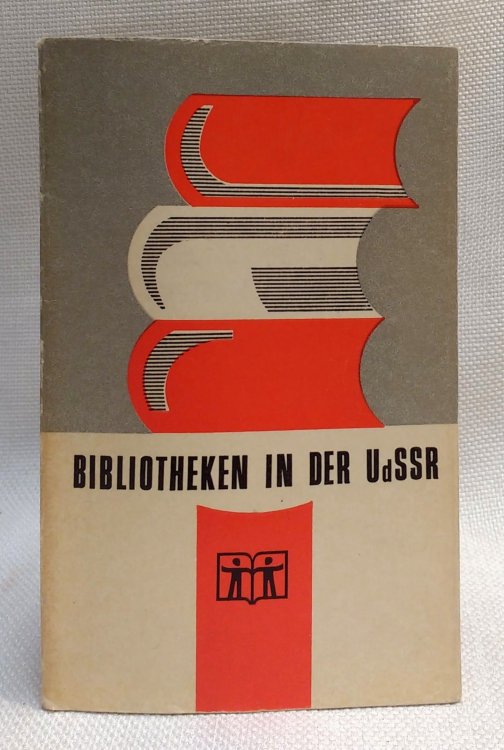 BIBLIOTHEKEN IN DER UdSSR